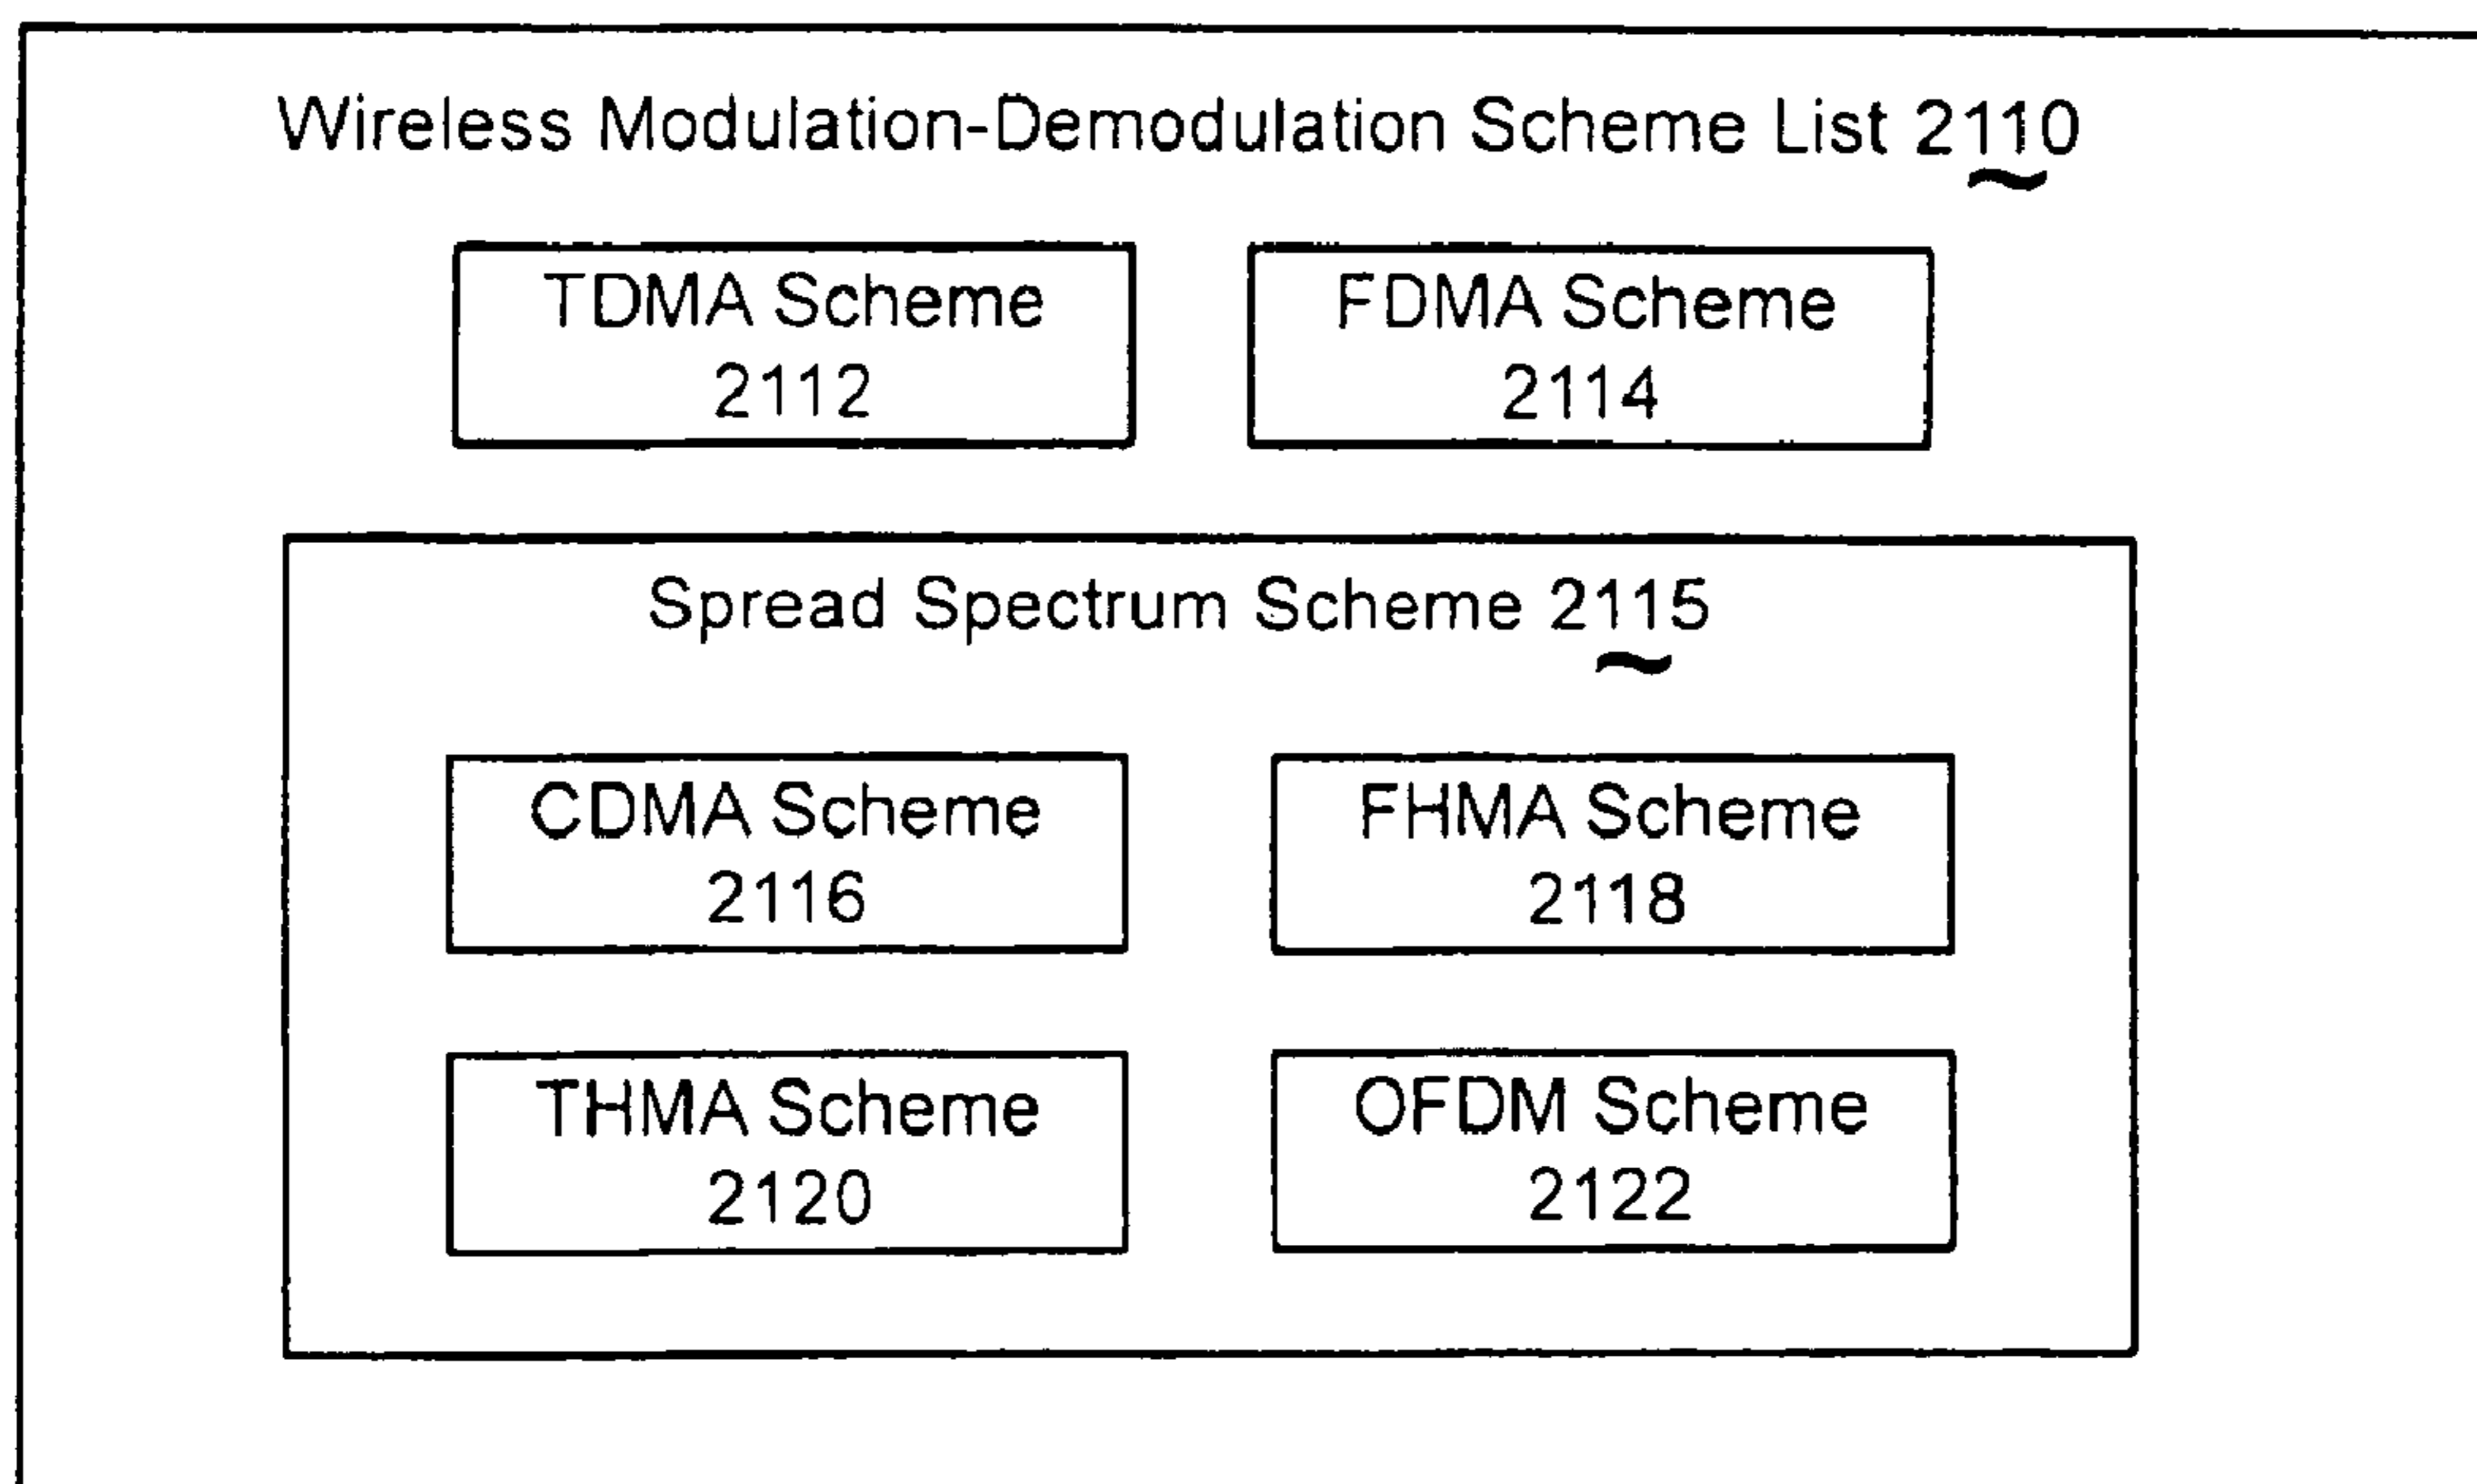 Wireless Modulation-Demodulation Scheme List 2110
TDMA Scheme
2112
FDMA Scheme
2114
Spread Spectrum Scheme 2115
CDMA Scheme
2116
FHMA Scheme
2118
THMA Scheme
2120
OFDM Scheme
2122